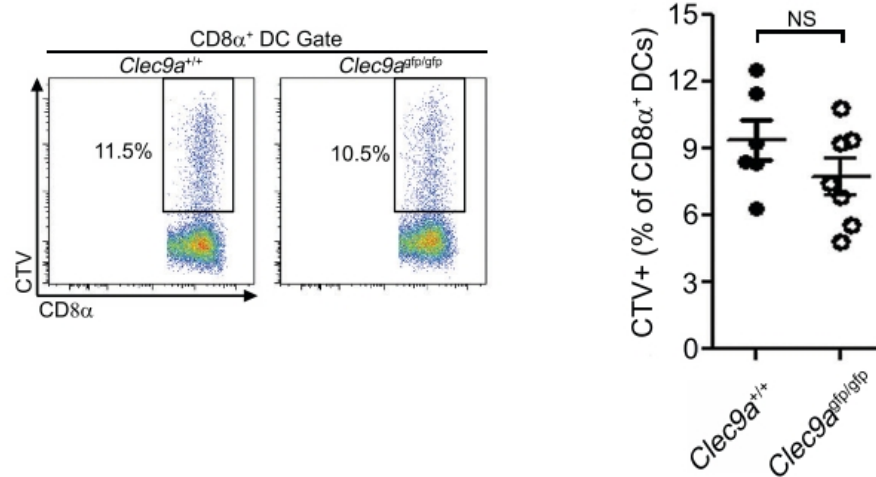 CD8α⁺ DC Gate
Clec9a⁺/⁺ Clec9agfp/gfp
11.5% 10.5%
CTV
CD8α
NS
15
12
9
6
3
0
CTV+ (% of CD8α⁺ DCs)
Clec9a⁺/⁺
Clec9agfp/gfp